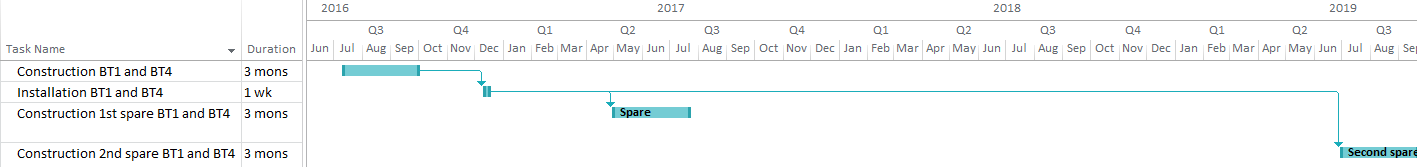 2016 2017 2018 2019
Q3 Q4 Q1 Q2 Q3 Q4 Q1 Q2 Q3 Q4 Q1 Q2 Q3
Task Name Duration Jun Jul Aug Sep Oct Nov Dec Jan Feb Mar Apr May Jun Jul Aug Sep Oct Nov Dec Jan Feb Mar Apr May Jun Jul Aug Sep Oct Nov Dec Jan Feb Mar Apr May Jun Jul Aug Sep
Construction BT1 and BT4 3 mons
Installation BT1 and BT4 1 wk
Construction 1st spare BT1 and BT4 3 mons Spare
Construction 2nd spare BT1 and BT4 3 mons Second spare